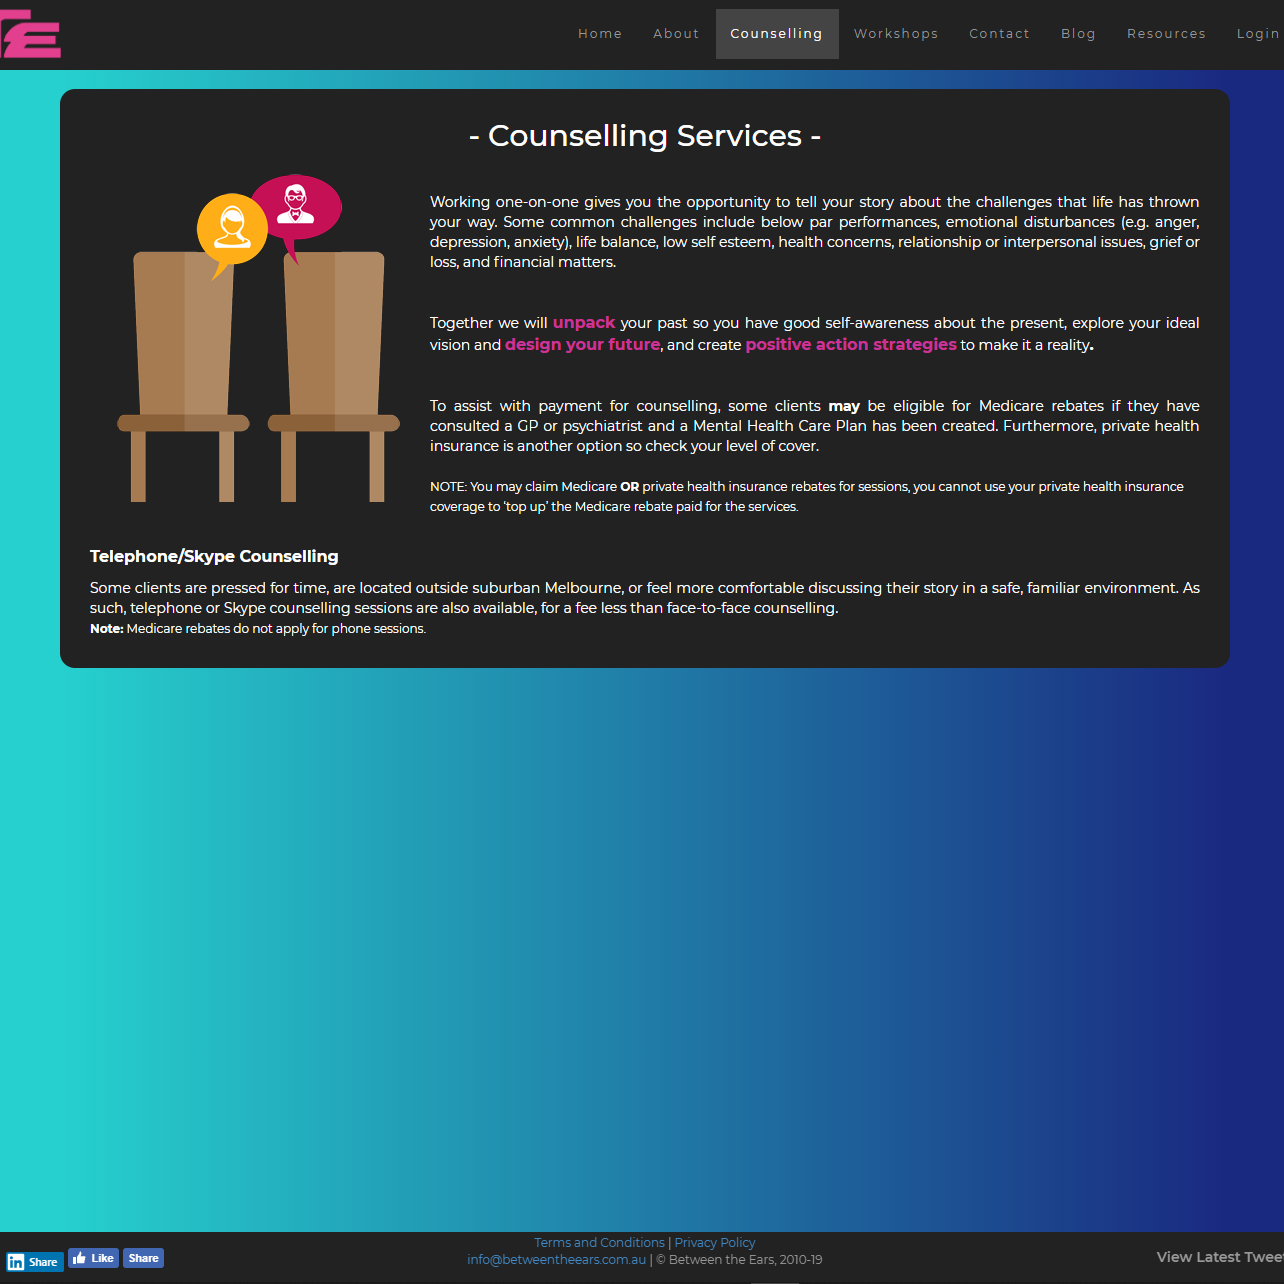 Home About Counselling Workshops Contact Blog Resources Login
- Counselling Services -
Working one-on-one gives you the opportunity to tell your story about the challenges that life has thrown
your way. Some common challenges include below par performances, emotional disturbances (e.g. anger,
depression, anxiety), life balance, low self esteem, health concerns, relationship or interpersonal issues, grief or
loss, and financial matters.
Together we will unpack your past so you have good self-awareness about the present, explore your ideal
vision and design your future, and create positive action strategies to make it a reality.
To assist with payment for counselling, some clients may be eligible for Medicare rebates if they have
consulted a GP or psychiatrist and a Mental Health Care Plan has been created. Furthermore, private health
insurance is another option so check your level of cover.
NOTE: You may claim Medicare OR private health insurance rebates for sessions, you cannot use your private health insurance
coverage to ‘top up’ the Medicare rebate paid for the services.
Telephone/Skype Counselling
Some clients are pressed for time, are located outside suburban Melbourne, or feel more comfortable discussing their story in a safe, familiar environment. As
such, telephone or Skype counselling sessions are also available, for a fee less than face-to-face counselling.
Note: Medicare rebates do not apply for phone sessions.
Terms and Conditions | Privacy Policy
info@betweentheears.com.au | © Between the Ears, 2010-19
in Share Like Share
View Latest Twee